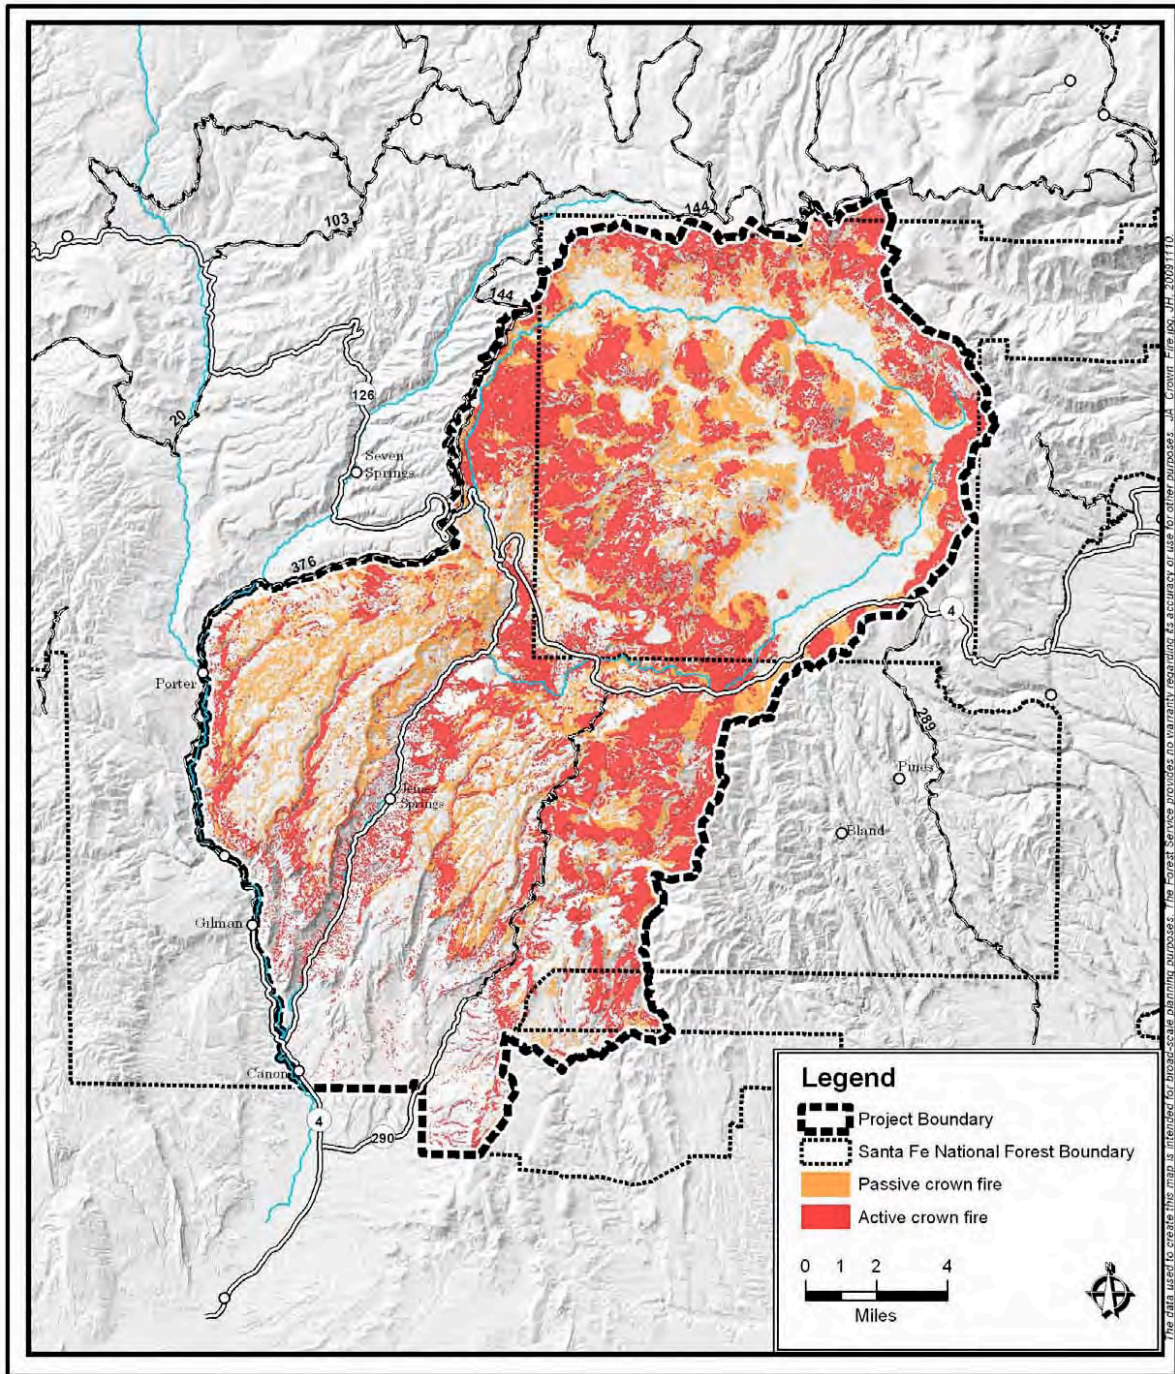 144
103
144
126
20
Seven
Springs
376
4
Porter
289
Pines
Jemez
Springs
Bland
Gilman
Canon
4
290
Legend
Project Boundary
Santa Fe National Forest Boundary
Passive crown fire
Active crown fire
0 1 2 4
Miles
The data used to create this map is intended for broad-scale planning purposes. The Forest Service provides no warranty regarding its accuracy or use for other purposes.